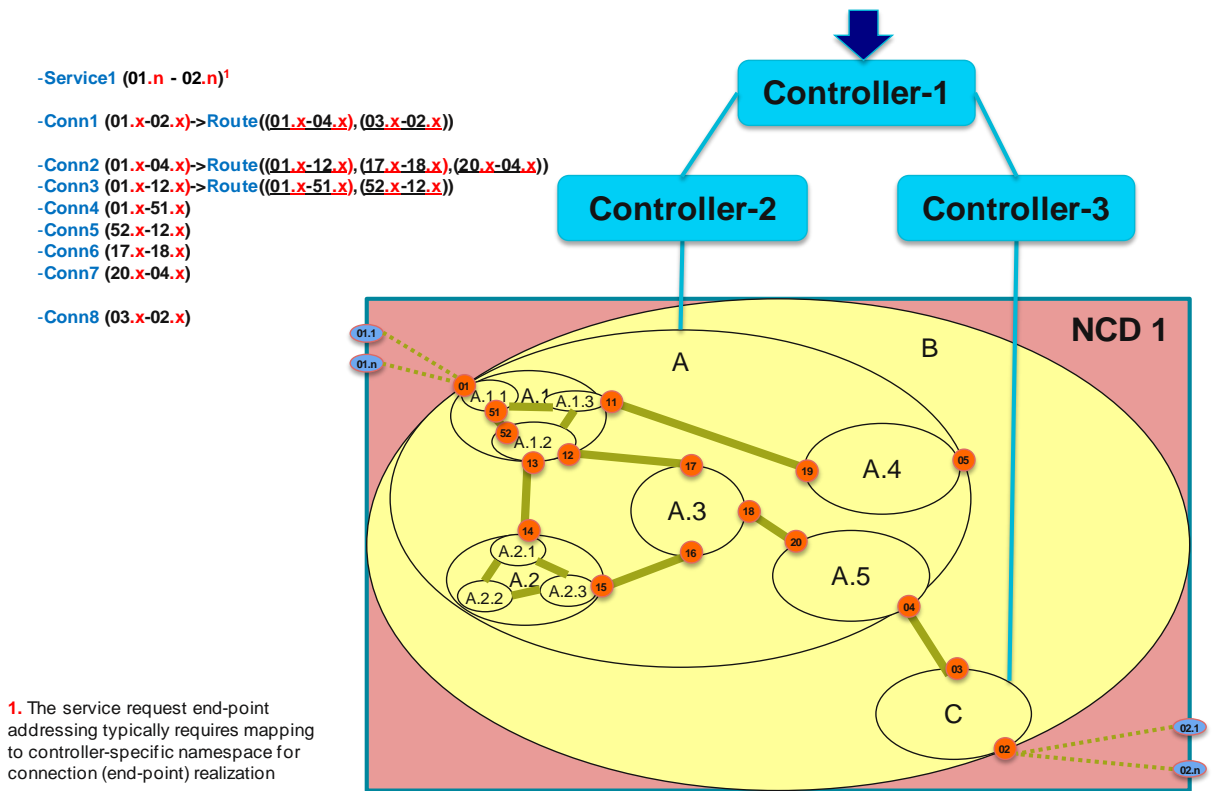 -Service1 (01.n - 02.n)1
-Conn1 (01.x-02.x)->Route((01.x-04.x),(03.x-02.x))
-Conn2 (01.x-04.x)->Route((01.x-12.x),(17.x-18.x),(20.x-04.x))
-Conn3 (01.x-12.x)->Route((01.x-51.x),(52.x-12.x))
-Conn4 (01.x-51.x)
-Conn5 (52.x-12.x)
-Conn6 (17.x-18.x)
-Conn7 (20.x-04.x)
-Conn8 (03.x-02.x)
Controller-1
Controller-2
Controller-3
NCD 1
B
A
01.1
01.n
01
A.1.1
A.1
A.1.3
11
51
52
A.1.2
13
12
17
19
A.4
05
A.3
18
14
20
16
A.2.1
A.2
A.2.2
A.2.3
15
A.5
04
03
C
02
02.1
02.n
1. The service request end-point
addressing typically requires mapping
to controller-specific namespace for
connection (end-point) realization